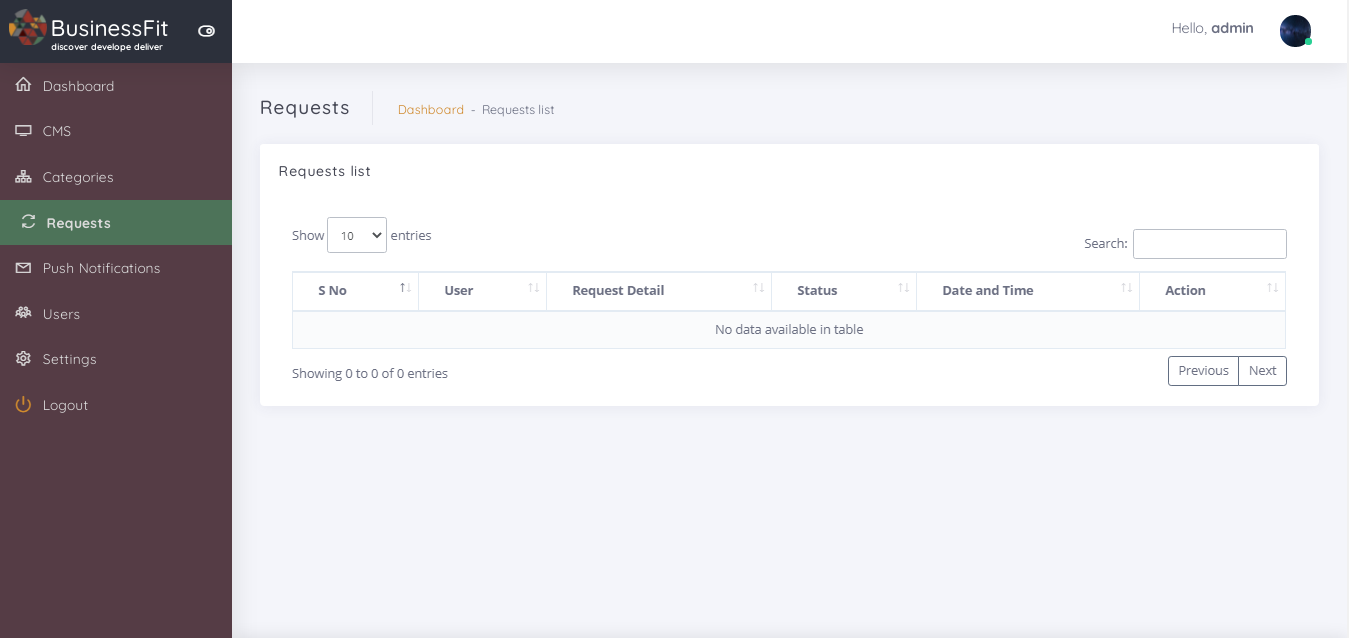 BusinessFit
discover develope deliver
Hello, admin
Dashboard
CMS
Categories
Requests
Push Notifications
Users
Settings
Logout
Requests
Dashboard - Requests list
Requests list
Show 10 entries
Search:
S No User Request Detail Status Date and Time Action
No data available in table
Showing 0 to 0 of 0 entries
Previous Next